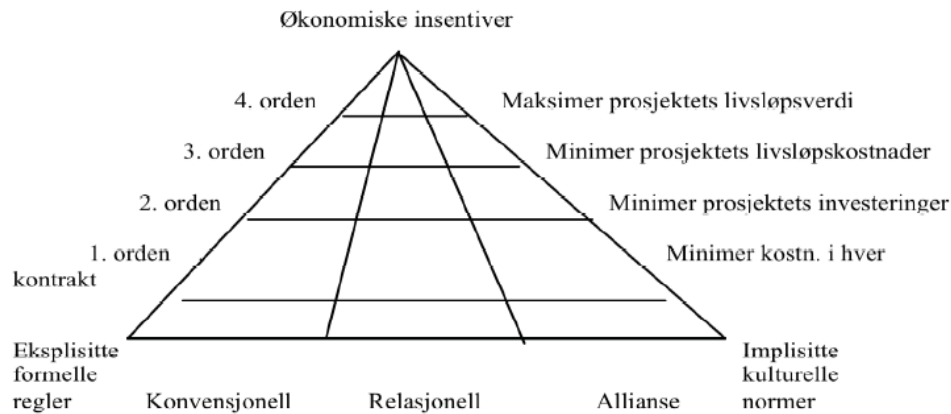 Økonomiske insentiver
4. orden Maksimer prosjektets livsløpsverdi
3. orden Minimer prosjektets livsløpskostnader
2. orden Minimer prosjektets investeringer
1. orden Minimer kostn. i hver
kontrakt
Eksplisitte Implisitte
formelle kulturelle
regler Konvensjonell Relasjonell Allianse normer